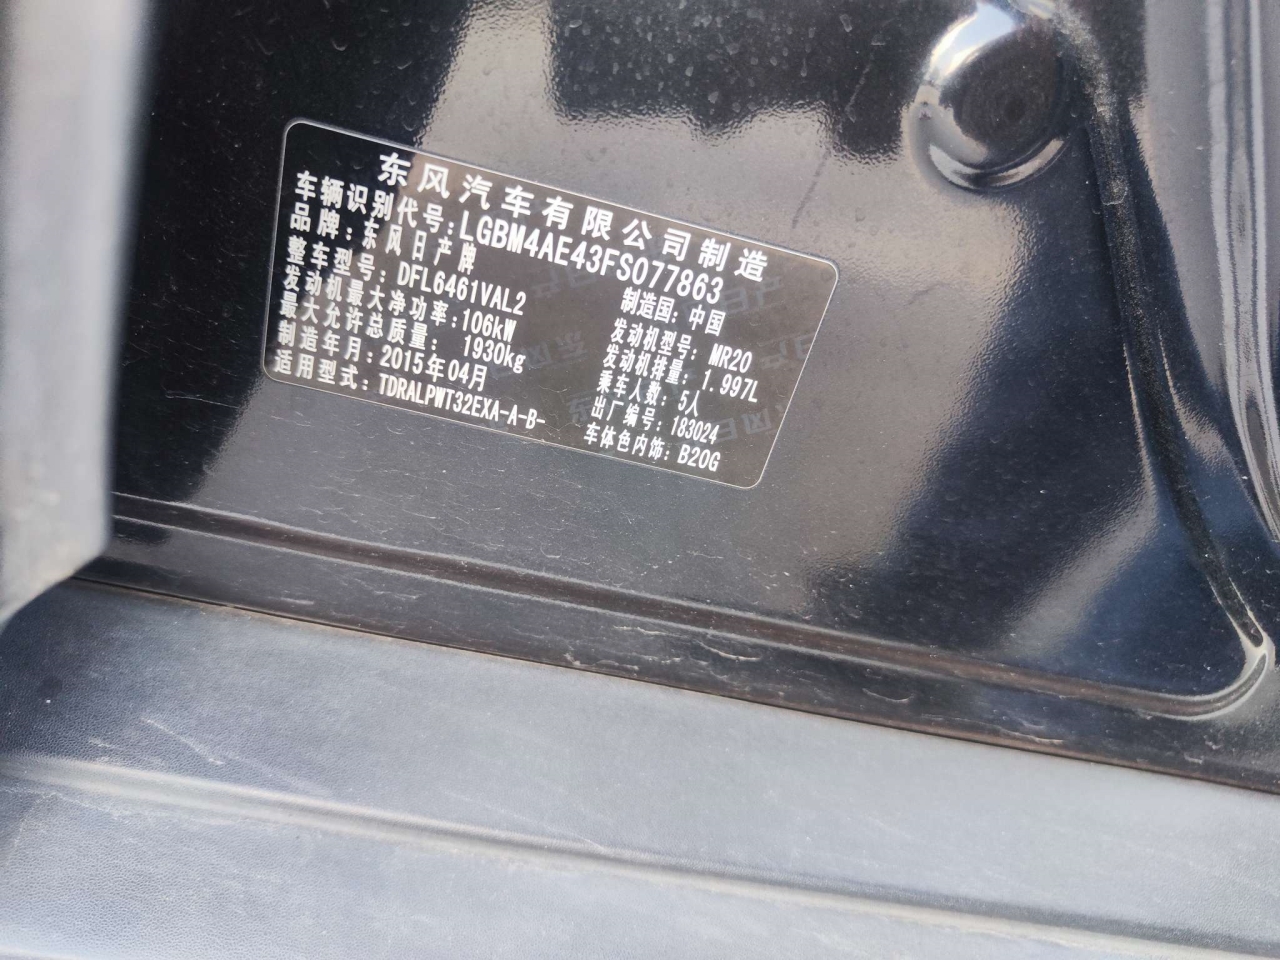 东风汽车有限公司制造
车辆识别代号:LGBM4AE43FS077863
品牌:东风日产牌 制造国:中国
整车型号:DFL6461VAL2 发动机型号:MR20
发动机最大净功率:106kW 发动机排量:1.997L
最大允许总质量: 1930kg 乘车人数:5人
制造年月:2015年04月 出厂编号:183024
适用型式:TDRALPWT32EXA-A-B- 车体色内饰:B20G